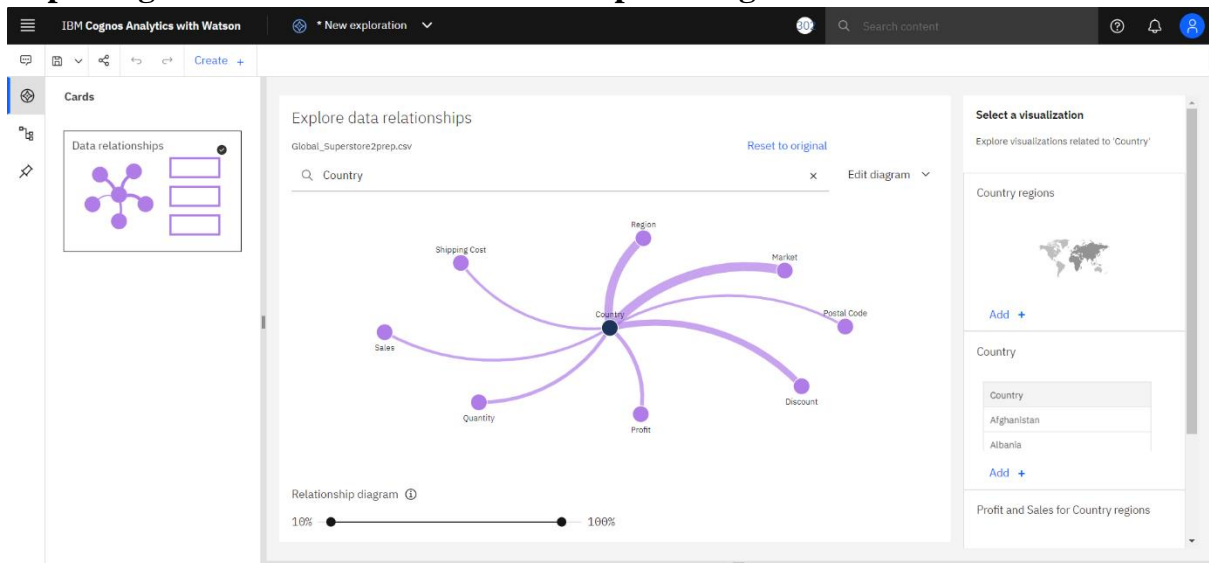 IBM Cognos Analytics with Watson
* New exploration
Search content
Create +
Cards
Data relationships
Explore data relationships
Global_Superstore2prep.csv
Reset to original
Country
Edit diagram
Region
Shipping Cost
Market
Country
Postal Code
Sales
Discount
Quantity
Profit
Relationship diagram
10%
100%
Select a visualization
Explore visualizations related to 'Country'
Country regions
Add +
Country
Country
Afghanistan
Albania
Add +
Profit and Sales for Country regions